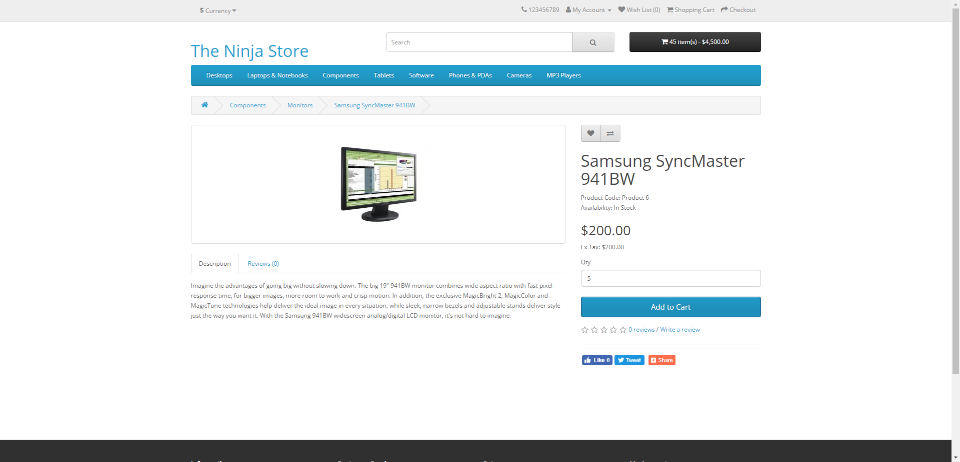 $ Currency
123456789 My Account Wish List (0) Shopping Cart Checkout
The Ninja Store
Search
45 item(s) - $4,500.00
Desktops Laptops & Notebooks Components Tablets Software Phones & PDAs Cameras MP3 Players
Components Monitors Samsung SyncMaster 941BW
Samsung SyncMaster
941BW
Product Code: Product 6
Availability: In Stock
$200.00
Ex Tax: $200.00
Qty
5
Add to Cart
0 reviews / Write a review
Like 0 Tweet Share
Description Reviews (0)
Imagine the advantages of going big without slowing down. The big 19" 941BW monitor combines wide aspect ratio with fast pixel
response time, for bigger images, more room to work and crisp motion. In addition, the exclusive MagicBright 2, MagicColor and
MagicTune technologies help deliver the ideal image in every situation, while sleek, narrow bezels and adjustable stands deliver style
just the way you want it. With the Samsung 941BW widescreen analog/digital LCD monitor, it's not hard to imagine.